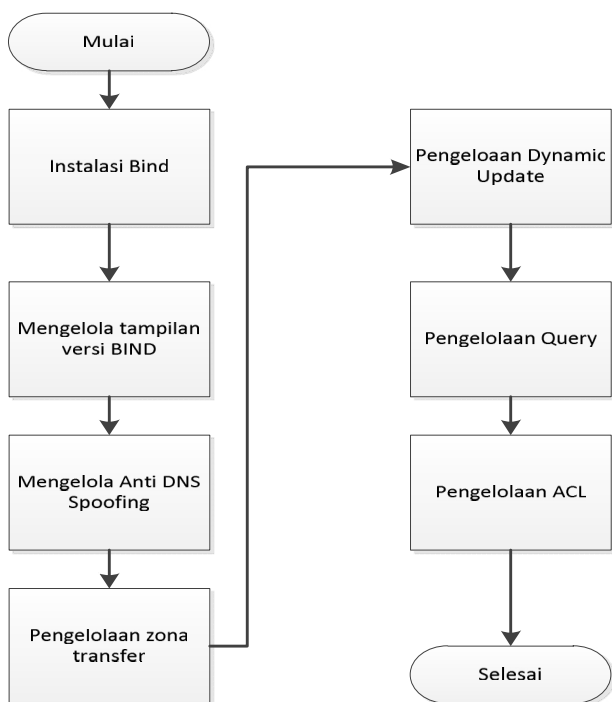 Mulai
Instalasi Bind
Mengelola tampilan
versi BIND
Mengelola Anti DNS
Spoofing
Pengelolaan zona
transfer
Pengeloaan Dynamic
Update
Pengelolaan Query
Pengelolaan ACL
Selesai